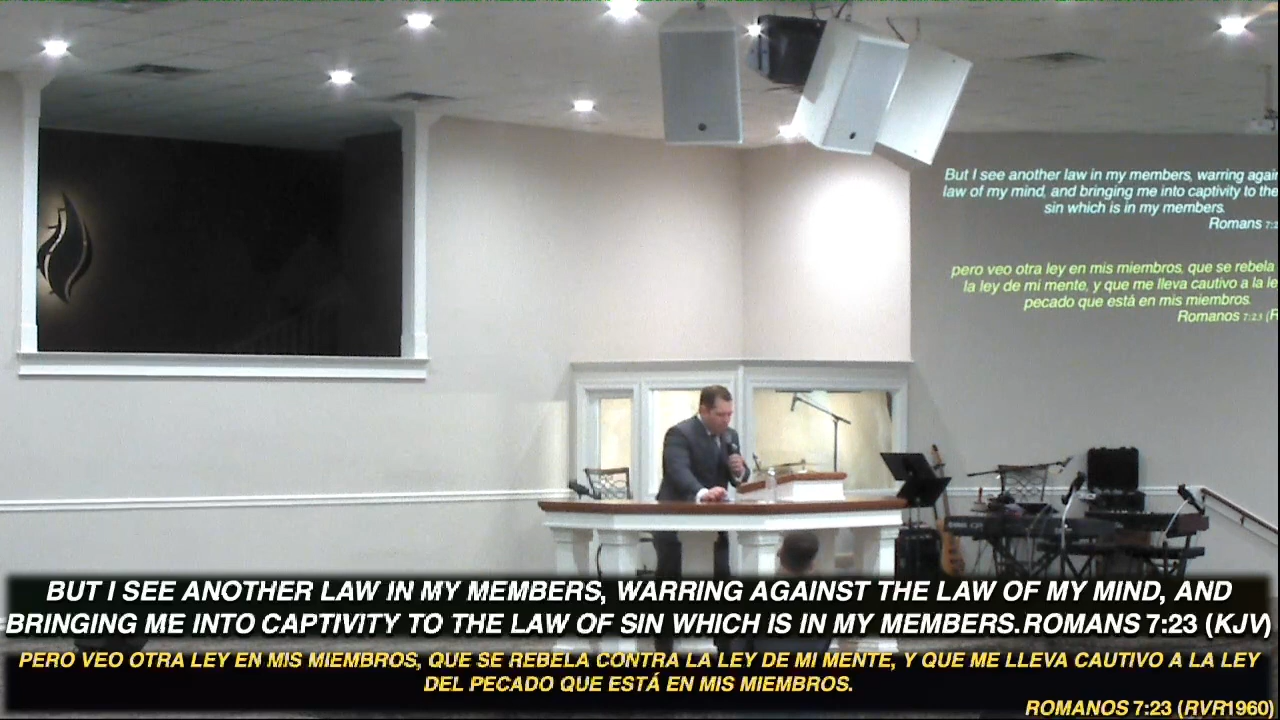 But I see another law in my members, warring
law of my mind, and bringing me into captivity to the
sin which is in my members.
Romans
pero veo otra ley en mis miembros, que se rebela
la ley de mi mente, y que me lleva cautivo a la
pecado que está en mis miembros.
Romanos 7:23
BUT I SEE ANOTHER LAW IN MY MEMBERS, WARRING AGAINST THE LAW OF MY MIND, AND
BRINGING ME INTO CAPTIVITY TO THE LAW OF SIN WHICH IS IN MY MEMBERS.ROMANS 7:23 (KJV)
PERO VEO OTRA LEY EN MIS MIEMBROS, QUE SE REBELA CONTRA LA LEY DE MI MENTE, Y QUE ME LLEVA CAUTIVO A LA LEY
DEL PECADO QUE ESTÁ EN MIS MIEMBROS.
ROMANOS 7:23 (RVR1960)